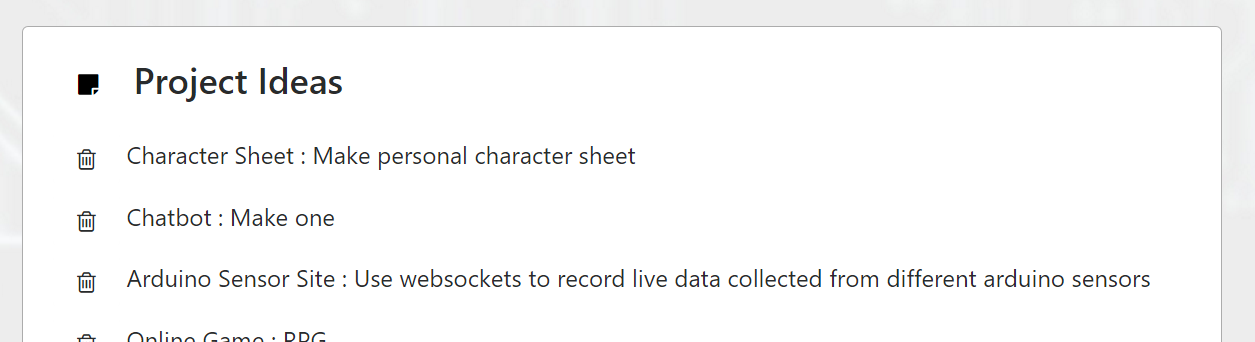 Project Ideas
Character Sheet : Make personal character sheet
Chatbot : Make one
Arduino Sensor Site : Use websockets to record live data collected from different arduino sensors
Online Game : RPG